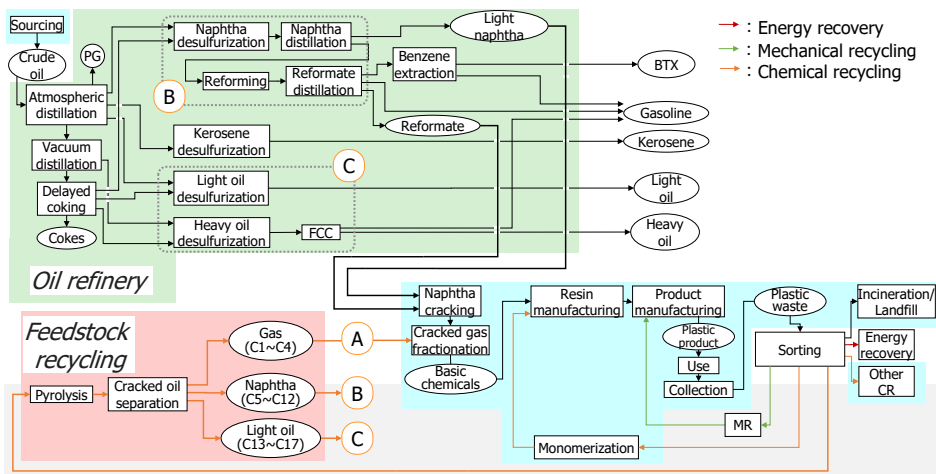 Sourcing
Crude
oil
PG
Atmospheric
distillation
Vacuum
distillation
Delayed
coking
Cokes
Oil refinery
Naphtha
desulfurization
Naphtha
distillation
Reforming
Reformate
distillation
B
Benzene
extraction
Light
naphtha
Reformate
Kerosene
desulfurization
C
Light oil
desulfurization
Heavy oil
desulfurization
FCC
BTX
Gasoline
Kerosene
Light
oil
Heavy
oil
: Energy recovery
: Mechanical recycling
: Chemical recycling
Feedstock
recycling
Pyrolysis
Cracked oil
separation
Gas
(C1~C4)
Naphtha
(C5~C12)
Light oil
(C13~C17)
A
B
C
Naphtha
cracking
Cracked gas
fractionation
Basic
chemicals
Resin
manufacturing
Product
manufacturing
Plastic
product
Use
Collection
Plastic
waste
Sorting
Incineration/
Landfill
Energy
recovery
Other
CR
MR
Monomerization